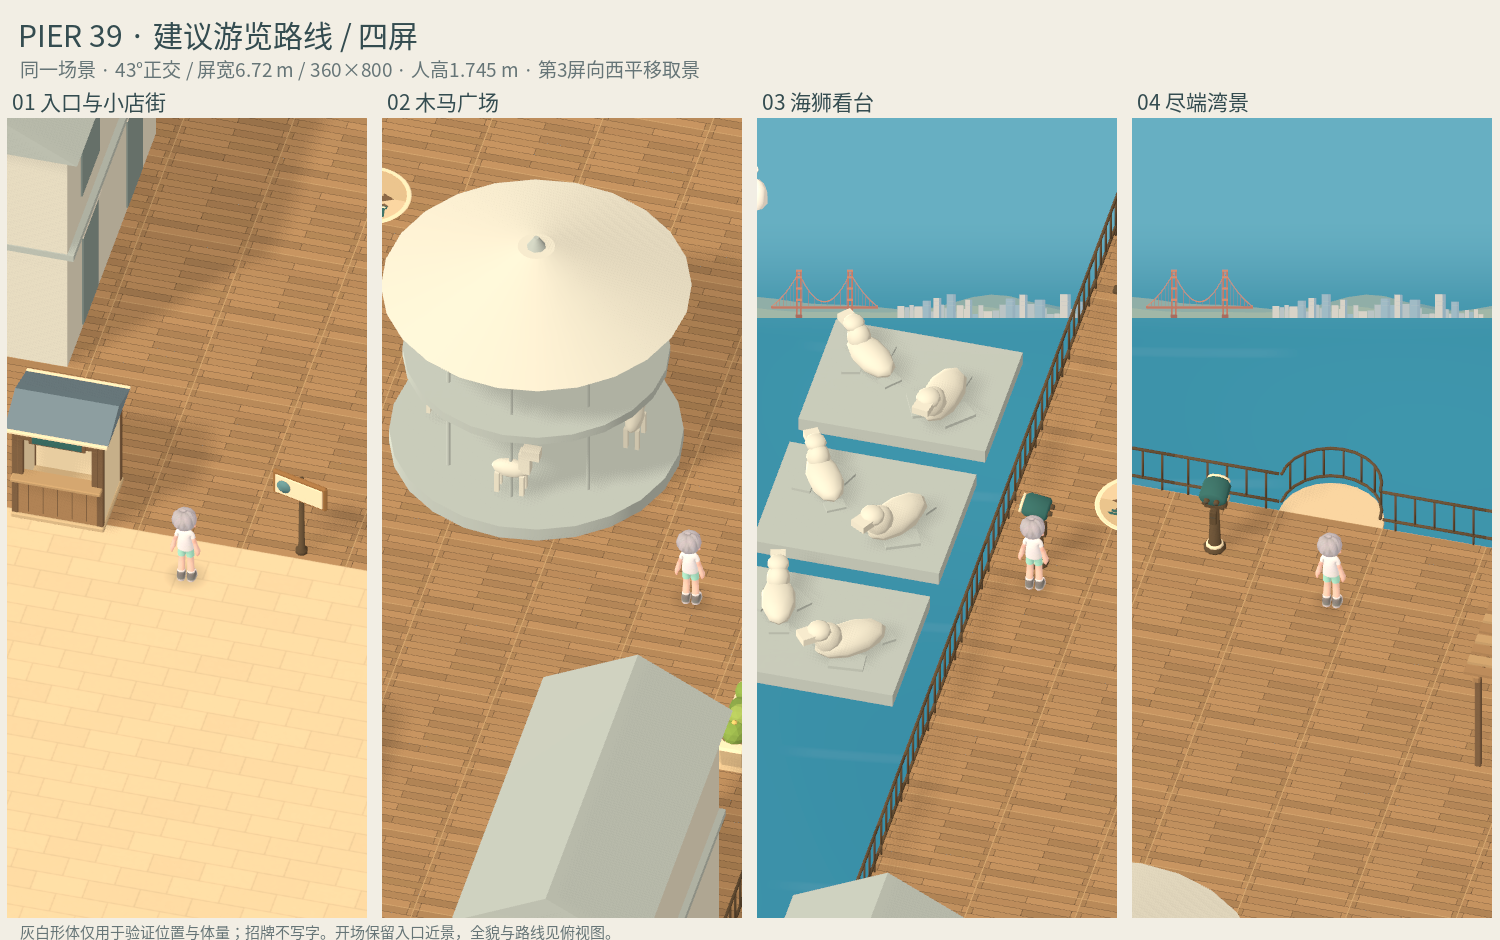 PIER 39 · 建议游览路线 / 四屏
同一场景 · 43°正交 / 屏宽6.72 m / 360×800 · 人高1.745 m · 第3屏向西平移取景
01 入口与小店街
02 木马广场
03 海狮看台
04 尽端湾景
灰白形体仅用于验证位置与体量；招牌不写字。开场保留入口近景，全貌与路线见俯视图。